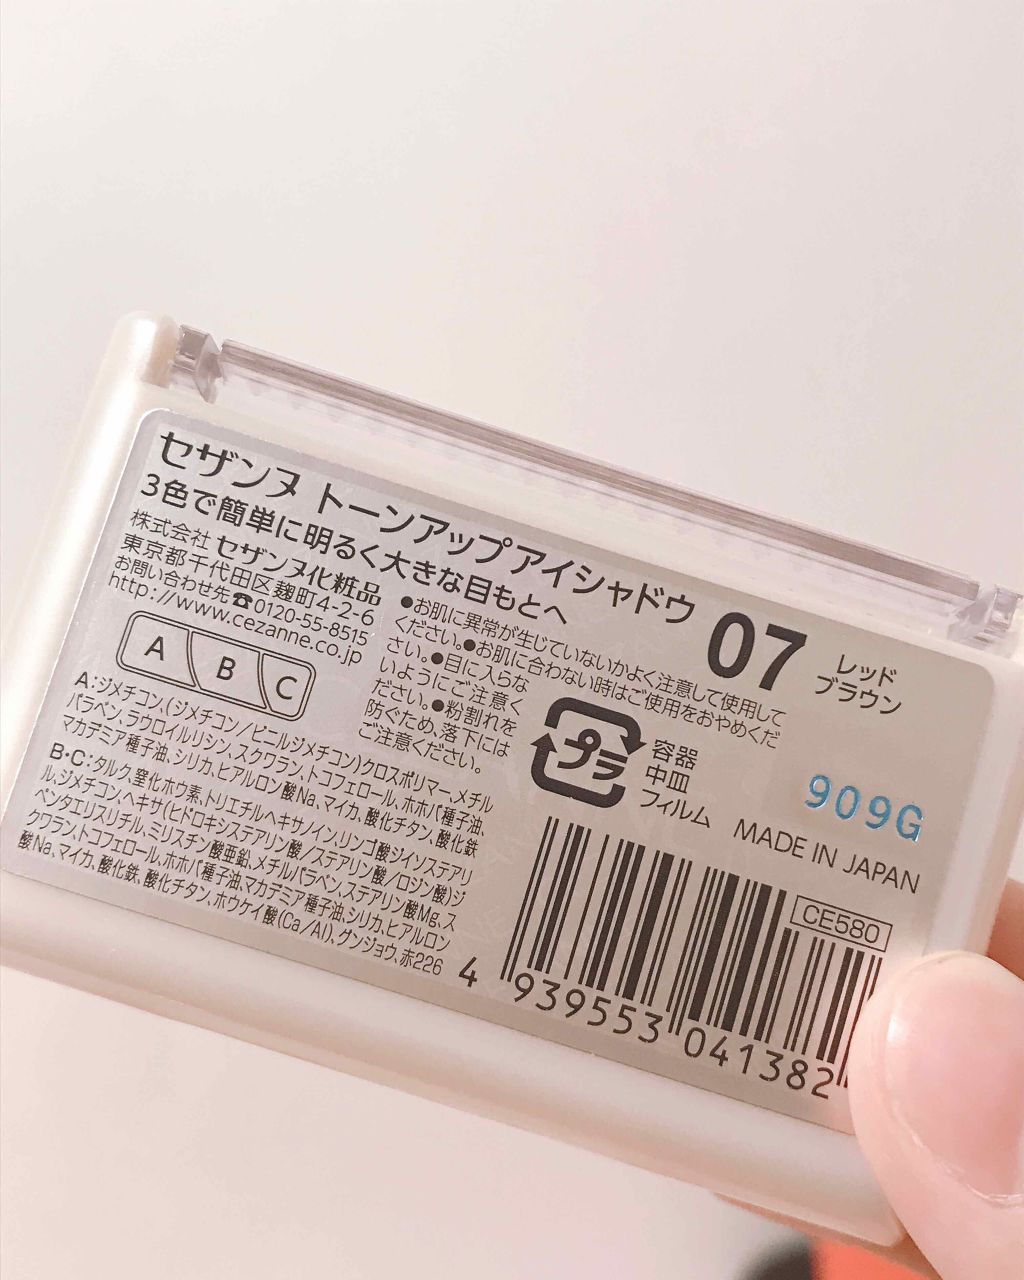 セザンヌ トーンアップアイシャドウ
3色で簡単に明るく大きな目もとへ
株式会社 セザンヌ化粧品
東京都千代田区麹町4-2-6
お問い合わせ先☎0120-55-8515
http://www.cezanne.co.jp
A B C
●お肌に異常が生じていないかよく注意して使用して
ください。●お肌に合わない時はご使用をおやめくだ
さい。●目に入らな
いようにご注意く
ださい。●粉割れを
防ぐため、落下には
ご注意ください。
07
レッド
ブラウン
プラ
容器
中皿
フィルム
909G
MADE IN JAPAN
A:ジメチコン、(ジメチコン/ビニルジメチコン)クロスポリマー、メチル
パラベン、ラウロイルリシン、スクワラン、トコフェロール、ホホバ種子油、
マカデミア種子油、シリカ、ヒアルロン酸Na、マイカ、酸化チタン、酸化鉄
B・C:タルク、窒化ホウ素、トリエチルヘキサノイン、リンゴ酸ジイソステアリ
ル、ジメチコン、ヘキサ(ヒドロキシステアリン酸/ステアリン酸/ロジン酸)ジ
ペンタエリスリチル、ミリスチン酸亜鉛、メチルパラベン、ステアリン酸Mg、ス
クワラン、トコフェロール、ホホバ種子油、マカデミア種子油、シリカ、ヒアルロン
酸Na、マイカ、酸化鉄、酸化チタン、ホウケイ酸(Ca/Al)、グンジョウ、赤226
CE580
4 939553 041382